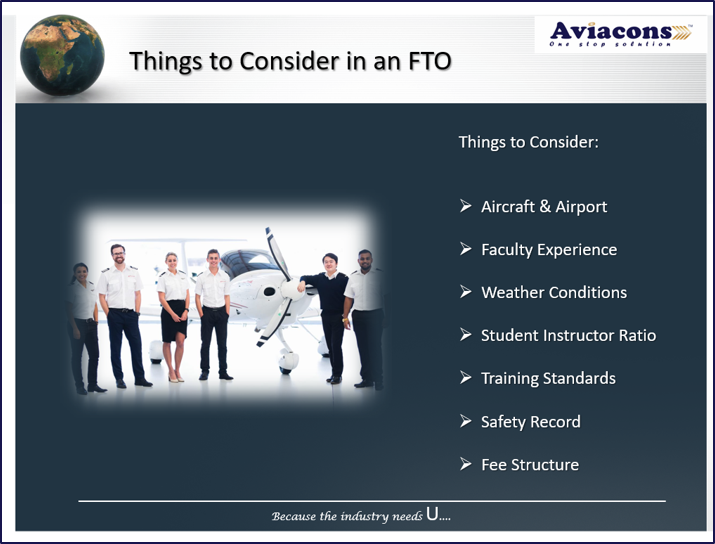 Aviacons™
One stop solution
Things to Consider in an FTO
Things to Consider:
➢ Aircraft & Airport
➢ Faculty Experience
➢ Weather Conditions
➢ Student Instructor Ratio
➢ Training Standards
➢ Safety Record
➢ Fee Structure
Because the industry needs U....